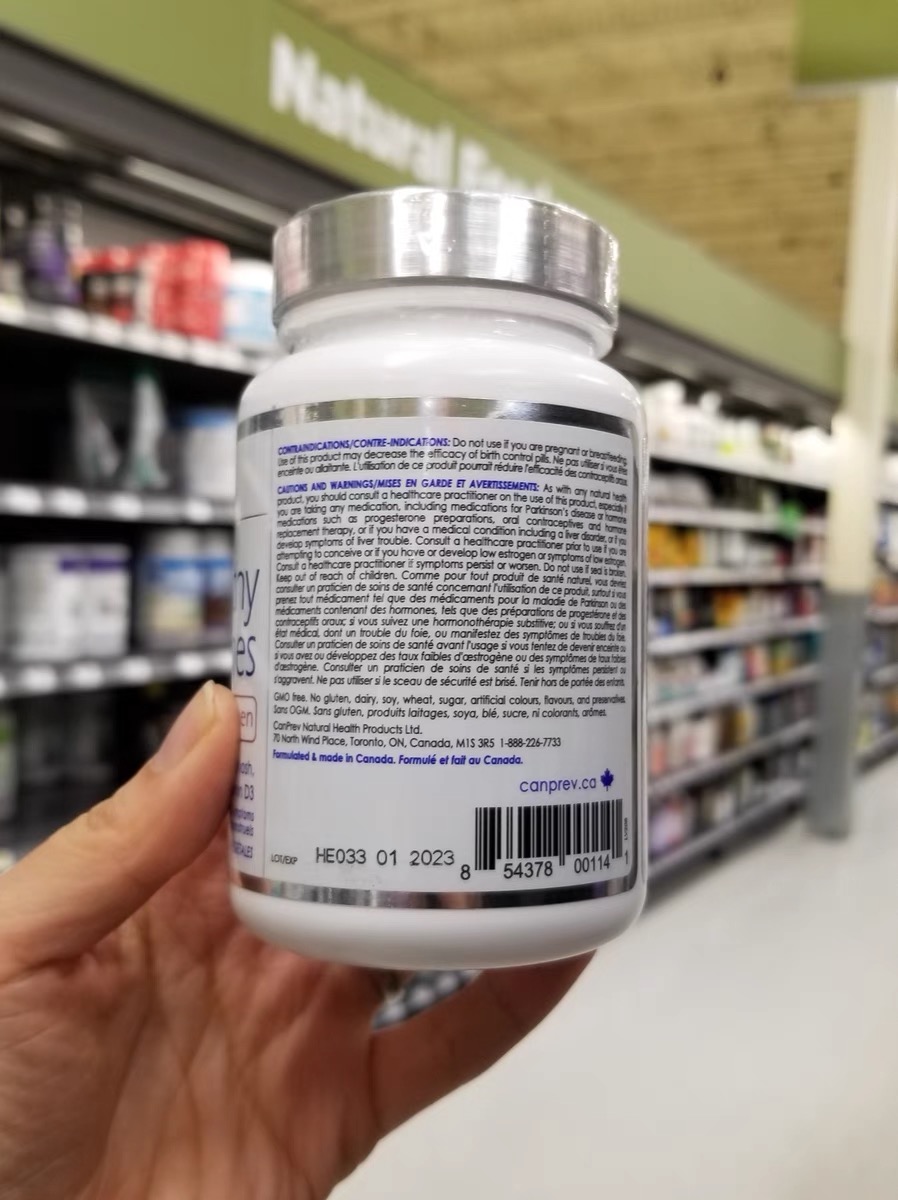 Natural
CONTRAINDICATIONS/CONTRE-INDICATIONS: Do not use if you are pregnant or breastfeeding.
Use of this product may decrease the efficacy of birth control pills. Ne pas utiliser si vous êtes
enceinte ou allaitante. L'utilisation de ce produit pourrait réduire l'efficacité des contraceptifs oraux.
CAUTIONS AND WARNINGS/MISES EN GARDE ET AVERTISSEMENTS: As with any natural health
product, you should consult a healthcare practitioner on the use of this product, especially if
you are taking any medication, including medications for Parkinson's disease or hormone
medications such as progesterone preparations, oral contraceptives and hormone
replacement therapy, or if you have a medical condition including a liver disorder, or if you
develop symptoms of liver trouble. Consult a healthcare practitioner prior to use if you are
attempting to conceive or if you have or develop low estrogen or symptoms of low estrogen.
Consult a healthcare practitioner if symptoms persist or worsen. Do not use if seal is broken.
Keep out of reach of children. Comme pour tout produit de santé naturel, vous devriez
consulter un praticien de soins de santé concernant l'utilisation de ce produit, surtout si vous
prenez tout médicament tel que des médicaments pour la maladie de Parkinson ou des
médicaments contenant des hormones, tels que des préparations de progestérone et des
contraceptifs oraux; si vous suivez une hormonothérapie substitutive; ou si vous souffrez d'un
état médical, dont un trouble du foie, ou manifestez des symptômes de troubles du foie.
Consulter un praticien de soins de santé avant l'usage si vous tentez de devenir enceinte ou
si vous avez ou développez des taux faibles d'œstrogène ou des symptômes de taux faibles
d'œstrogène. Consulter un praticien de soins de santé si les symptômes persistent ou
s'aggravent. Ne pas utiliser si le sceau de sécurité est brisé. Tenir hors de portée des enfants.
GMO free. No gluten, dairy, soy, wheat, sugar, artificial colours, flavours, and preservatives.
Sans OGM. Sans gluten, produits laitages, soya, blé, sucre, ni colorants, arômes.
CanPrev Natural Health Products Ltd.
70 North Wind Place, Toronto, ON, Canada, M1S 3R5 1-888-226-7733
Formulated & made in Canada. Formulé et fait au Canada.
canprev.ca
LOT/EXP HE033 01 2023
8 54378 00114 1
D3